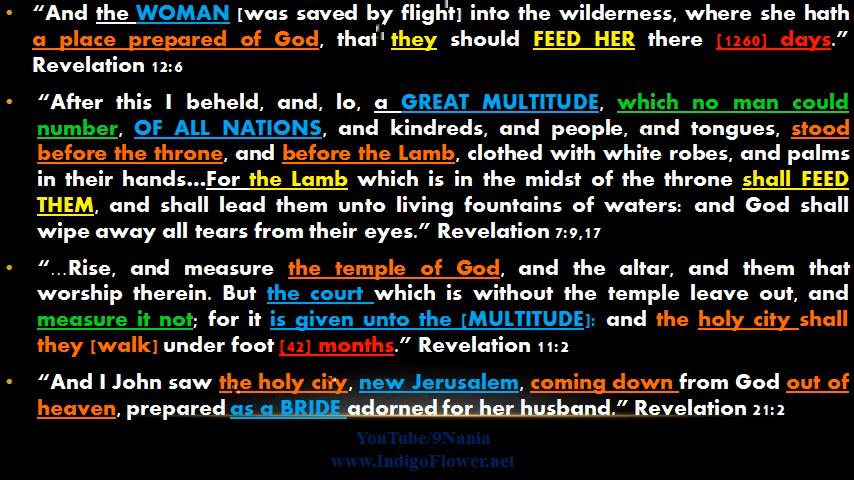 • “And the WOMAN [was saved by flight] into the wilderness, where she hath
a place prepared of God, that they should FEED HER there [1260] days.”
Revelation 12:6
• “After this I beheld, and, lo, a GREAT MULTITUDE, which no man could
number, OF ALL NATIONS, and kindreds, and people, and tongues, stood
before the throne, and before the Lamb, clothed with white robes, and palms
in their hands...For the Lamb which is in the midst of the throne shall FEED
THEM, and shall lead them unto living fountains of waters: and God shall
wipe away all tears from their eyes.” Revelation 7:9,17
• “...Rise, and measure the temple of God, and the altar, and them that
worship therein. But the court which is without the temple leave out, and
measure it not; for it is given unto the [MULTITUDE]: and the holy city shall
they [walk] under foot [42] months.” Revelation 11:2
• “And I John saw the holy city, new Jerusalem, coming down from God out of
heaven, prepared as a BRIDE adorned for her husband.” Revelation 21:2
YouTube/9Nania
www.IndigoFlower.net